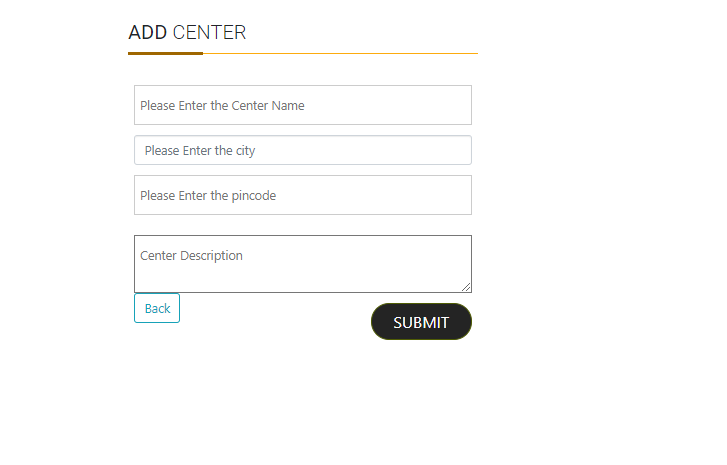 ADD CENTER
Please Enter the Center Name
Please Enter the city
Please Enter the pincode
Center Description
Back
SUBMIT